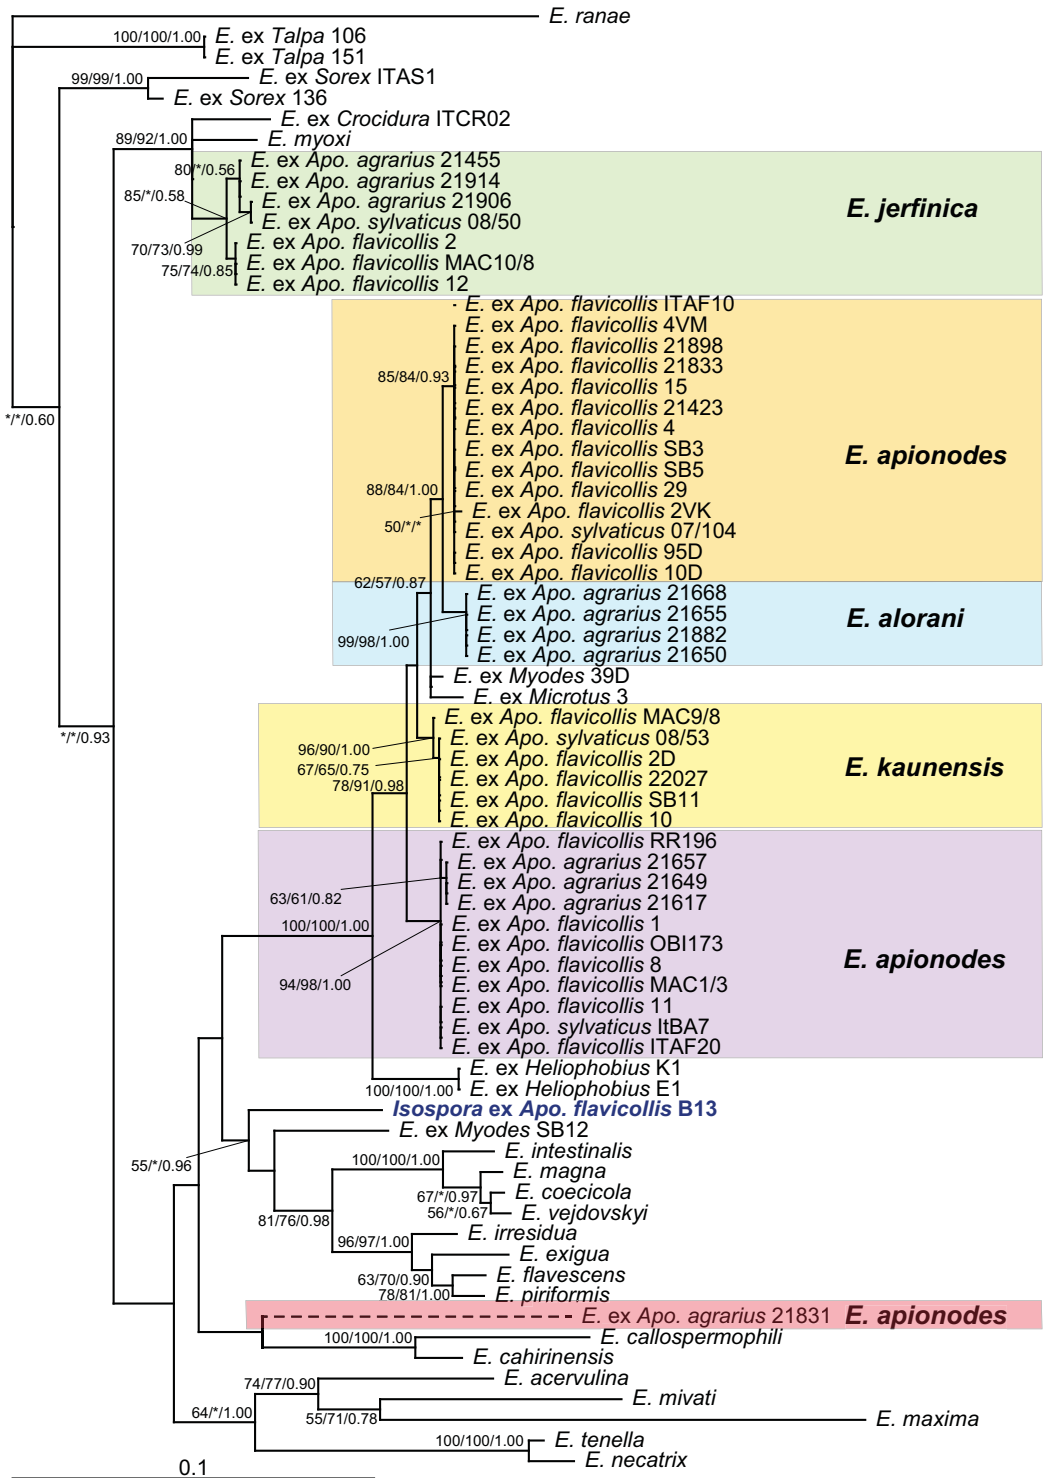 E. ranae
100/100/1.00
E. ex Talpa 106
E. ex Talpa 151
99/99/1.00
E. ex Sorex ITAS1
E. ex Sorex 136
E. ex Crocidura ITCR02
89/92/1.00
E. myoxi
E. ex Apo. agrarius 21455
80/*/0.56
E. ex Apo. agrarius 21914
85/*/0.58
E. ex Apo. agrarius 21906
E. jerfinica
E. ex Apo. sylvaticus 08/50
70/73/0.99
E. ex Apo. flavicollis 2
75/74/0.85
E. ex Apo. flavicollis MAC10/8
E. ex Apo. flavicollis 12
E. ex Apo. flavicollis ITAF10
E. ex Apo. flavicollis 4VM
E. ex Apo. flavicollis 21898
E. ex Apo. flavicollis 21833
85/84/0.93
E. ex Apo. flavicollis 15
E. ex Apo. flavicollis 21423
*/*/0.60
E. ex Apo. flavicollis 4
E. ex Apo. flavicollis SB3
E. apionodes
E. ex Apo. flavicollis SB5
88/84/1.00
E. ex Apo. flavicollis 29
E. ex Apo. flavicollis 2VK
50/*/*
E. ex Apo. sylvaticus 07/104
E. ex Apo. flavicollis 95D
E. ex Apo. flavicollis 10D
62/57/0.87
E. ex Apo. agrarius 21668
E. ex Apo. agrarius 21655
E. alorani
E. ex Apo. agrarius 21882
99/98/1.00
E. ex Apo. agrarius 21650
E. ex Myodes 39D
E. ex Microtus 3
E. ex Apo. flavicollis MAC9/8
*/*/0.93
E. ex Apo. sylvaticus 08/53
96/90/1.00
E. ex Apo. flavicollis 2D
67/65/0.75
E. kaunensis
E. ex Apo. flavicollis 22027
78/91/0.98
E. ex Apo. flavicollis SB11
E. ex Apo. flavicollis 10
E. ex Apo. flavicollis RR196
E. ex Apo. agrarius 21657
E. ex Apo. agrarius 21649
63/61/0.82
E. ex Apo. agrarius 21617
E. ex Apo. flavicollis 1
100/100/1.00
E. ex Apo. flavicollis OBI173
E. apionodes
E. ex Apo. flavicollis 8
94/98/1.00
E. ex Apo. flavicollis MAC1/3
E. ex Apo. flavicollis 11
E. ex Apo. sylvaticus ItBA7
E. ex Apo. flavicollis ITAF20
E. ex Heliophobius K1
100/100/1.00
E. ex Heliophobius E1
Isospora ex Apo. flavicollis B13
E. ex Myodes SB12
E. intestinalis
55/*/0.96
100/100/1.00
E. magna
E. coecicola
67/*/0.97
56/*/0.67
E. vejdovskyi
81/76/0.98
E. irresidua
96/97/1.00
E. exigua
E. flavescens
63/70/0.90
78/81/1.00
E. piriformis
E. ex Apo. agrarius 21831
E. apionodes
100/100/1.00
E. callospermophili
E. cahirinensis
E. acervulina
74/77/0.90
E. mivati
64/*/1.00
55/71/0.78
E. maxima
100/100/1.00
E. tenella
E. necatrix
0.1